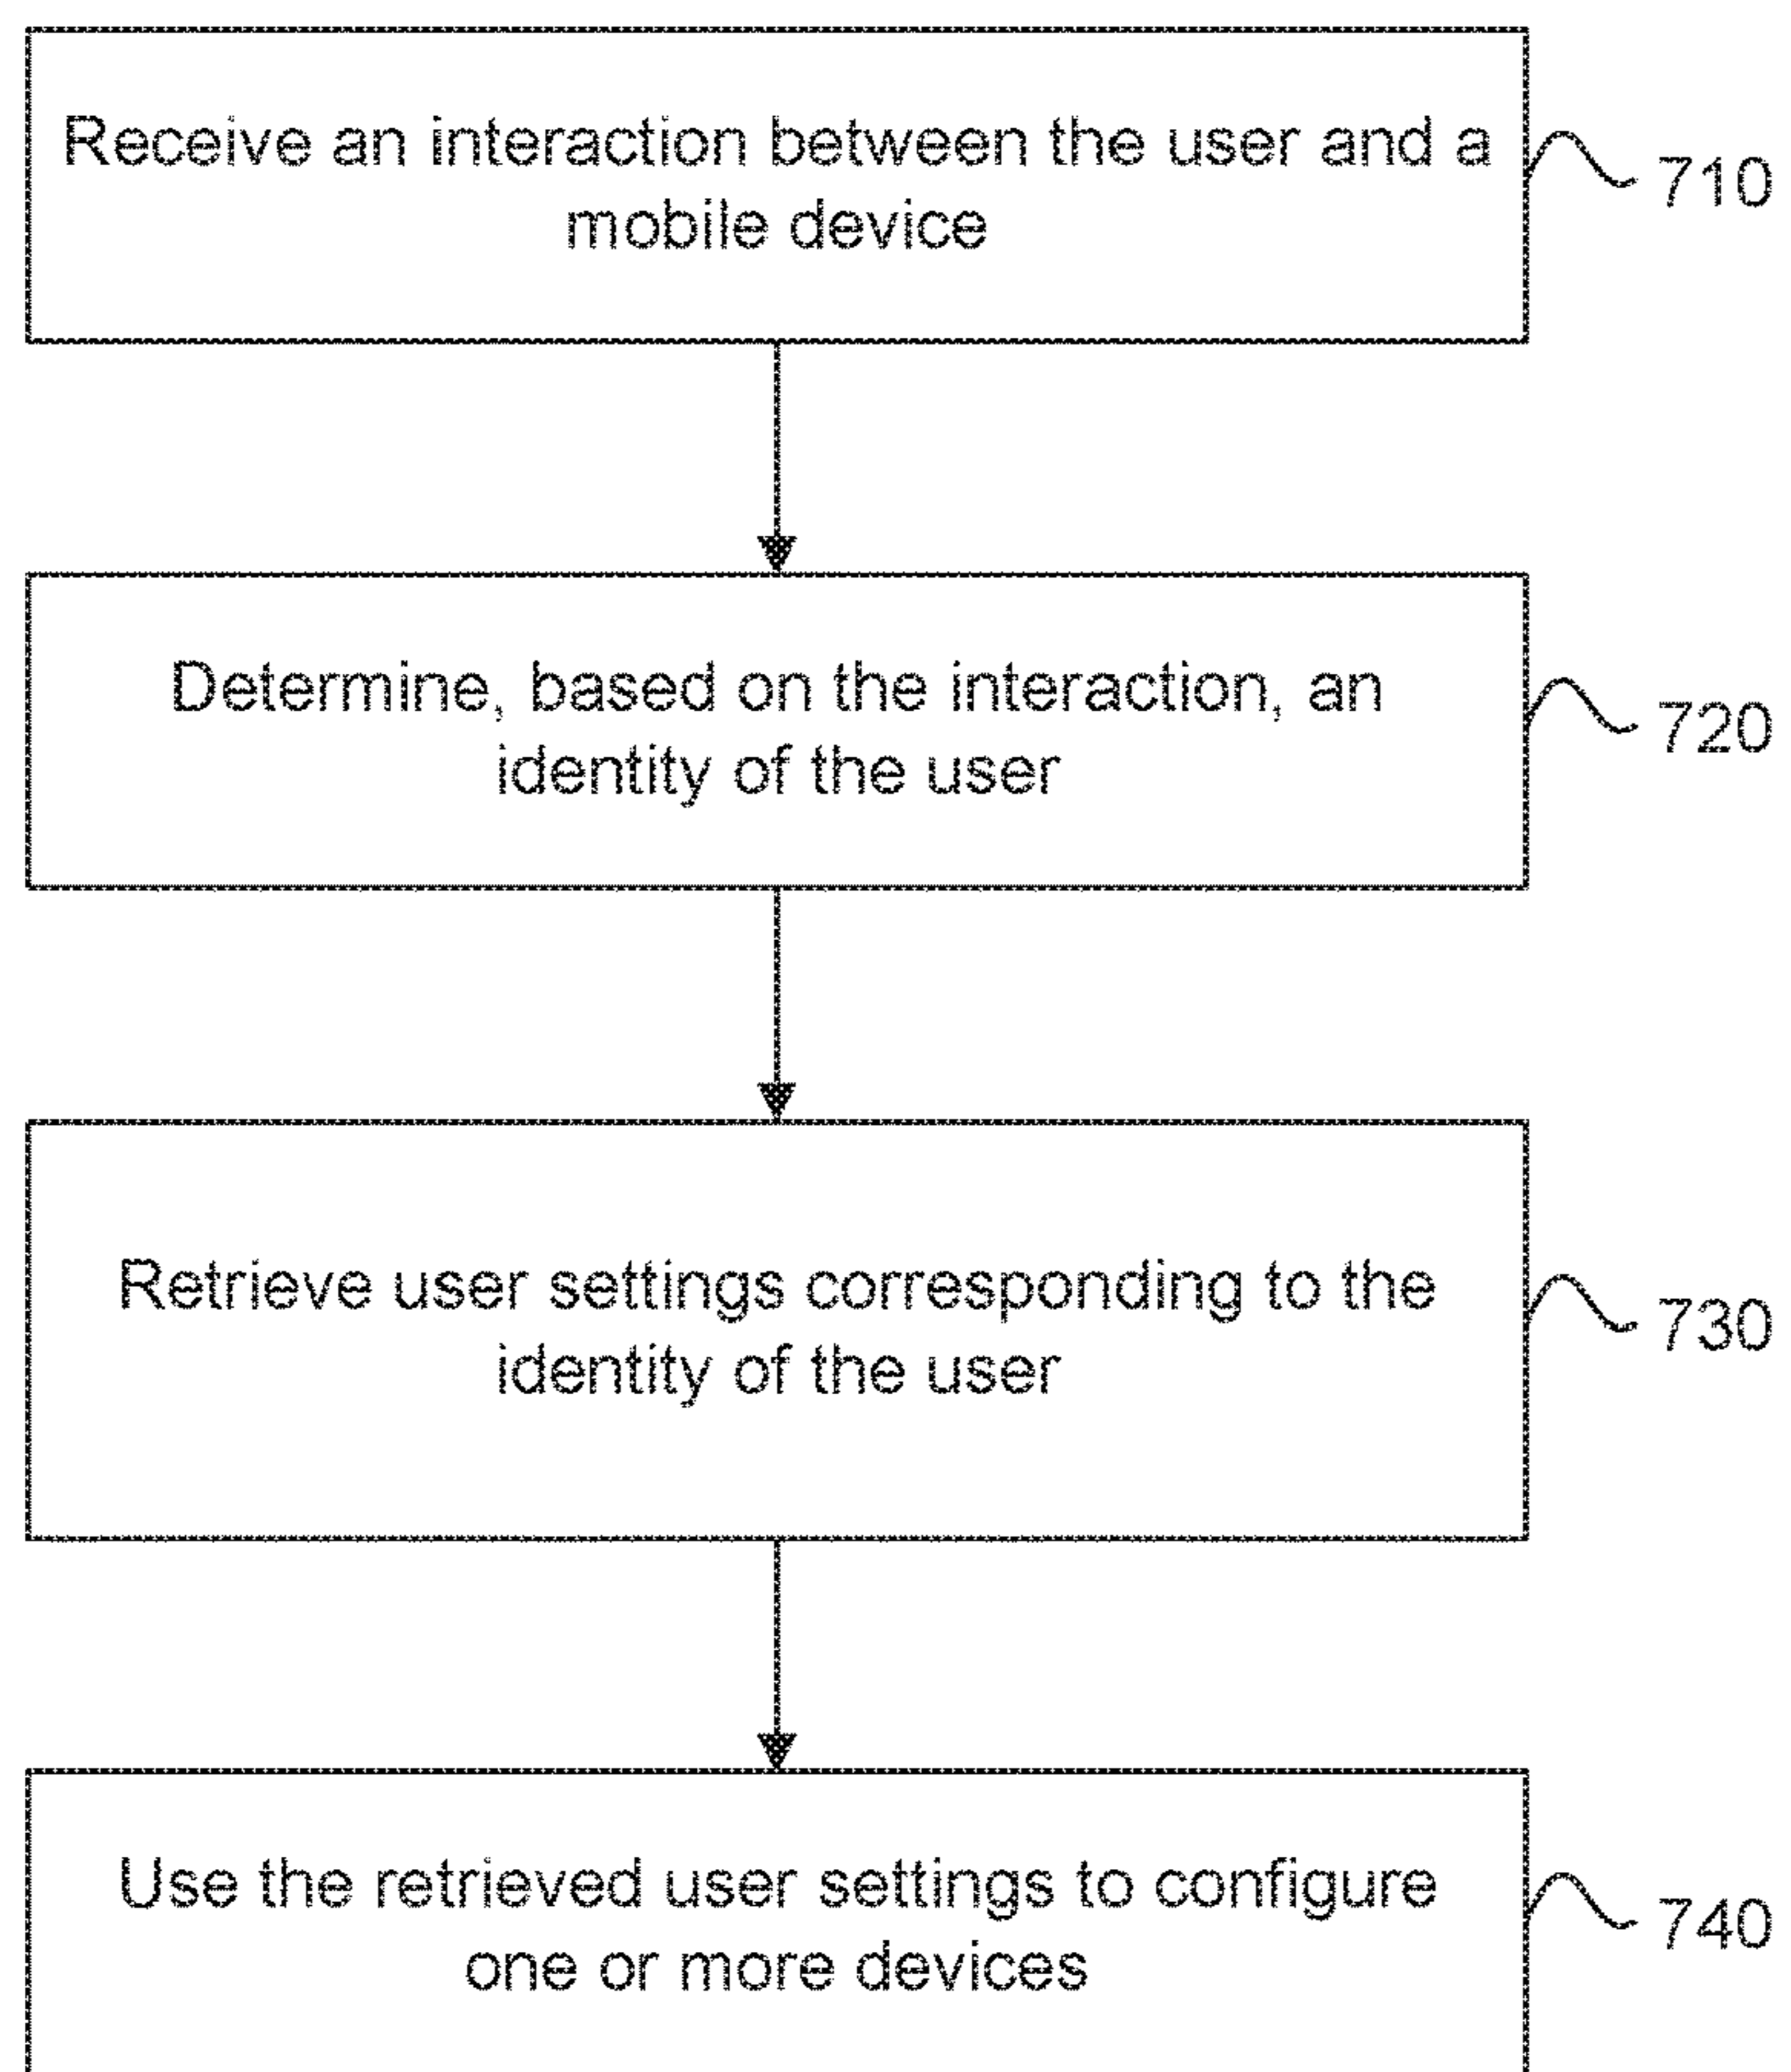 Receive an interaction between the user and a
mobile device
710
Determine, based on the interaction, an
identity of the user
720
Retrieve user settings corresponding to the
identity of the user
730
Use the retrieved user settings to configure
one or more devices
740